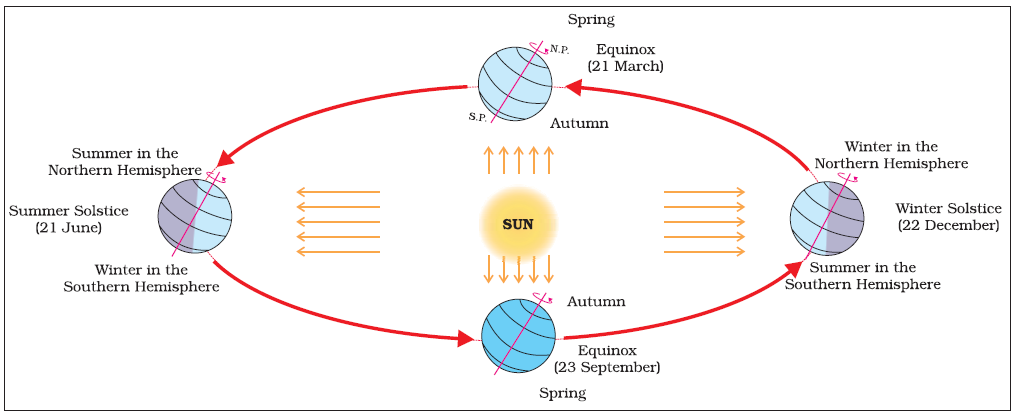 Spring
N.P.
Equinox
(21 March)
S.P.
Autumn
Summer in the
Northern Hemisphere
Summer Solstice
(21 June)
Winter in the
Southern Hemisphere
SUN
Winter in the
Northern Hemisphere
Winter Solstice
(22 December)
Summer in the
Southern Hemisphere
Autumn
Equinox
(23 September)
Spring